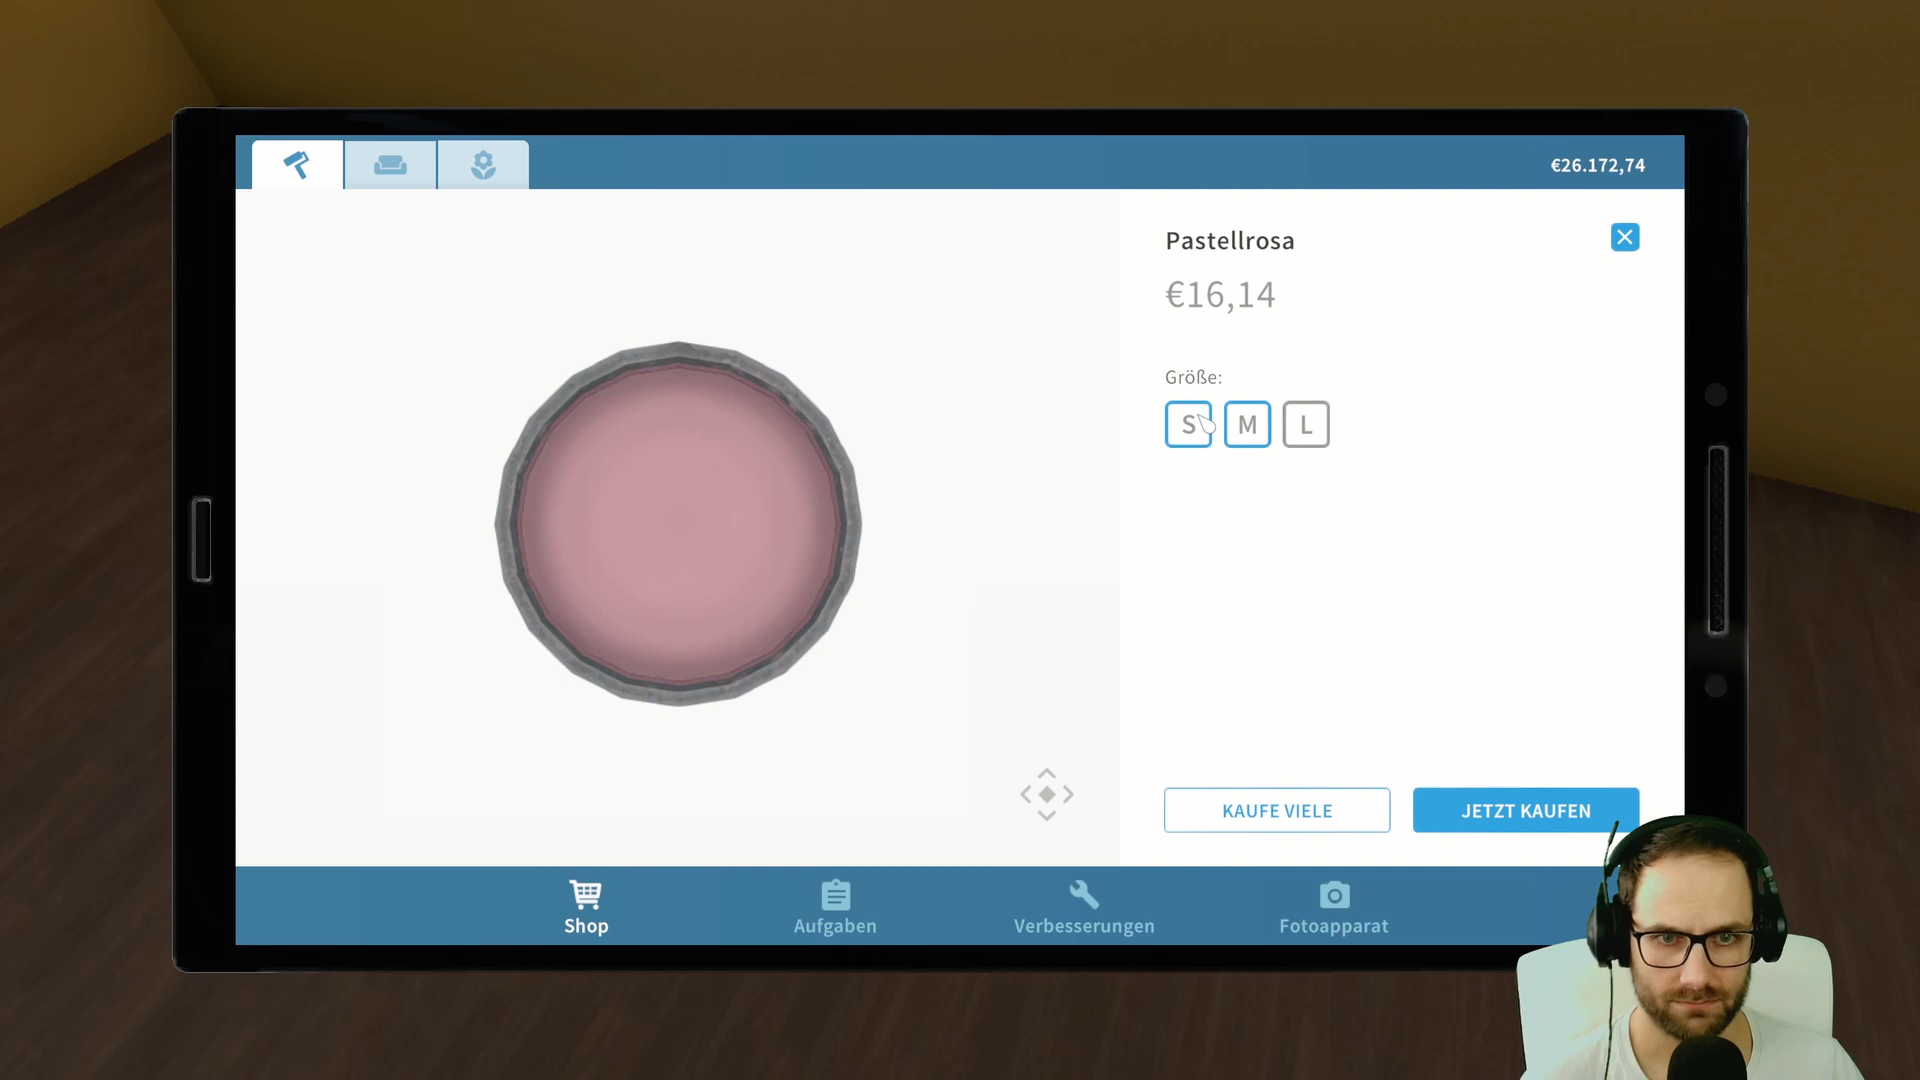 €26.172,74
Pastellrosa
€16,14
Größe:
S M L
KAUFE VIELE
JETZT KAUFEN
Shop
Aufgaben
Verbesserungen
Fotoapparat